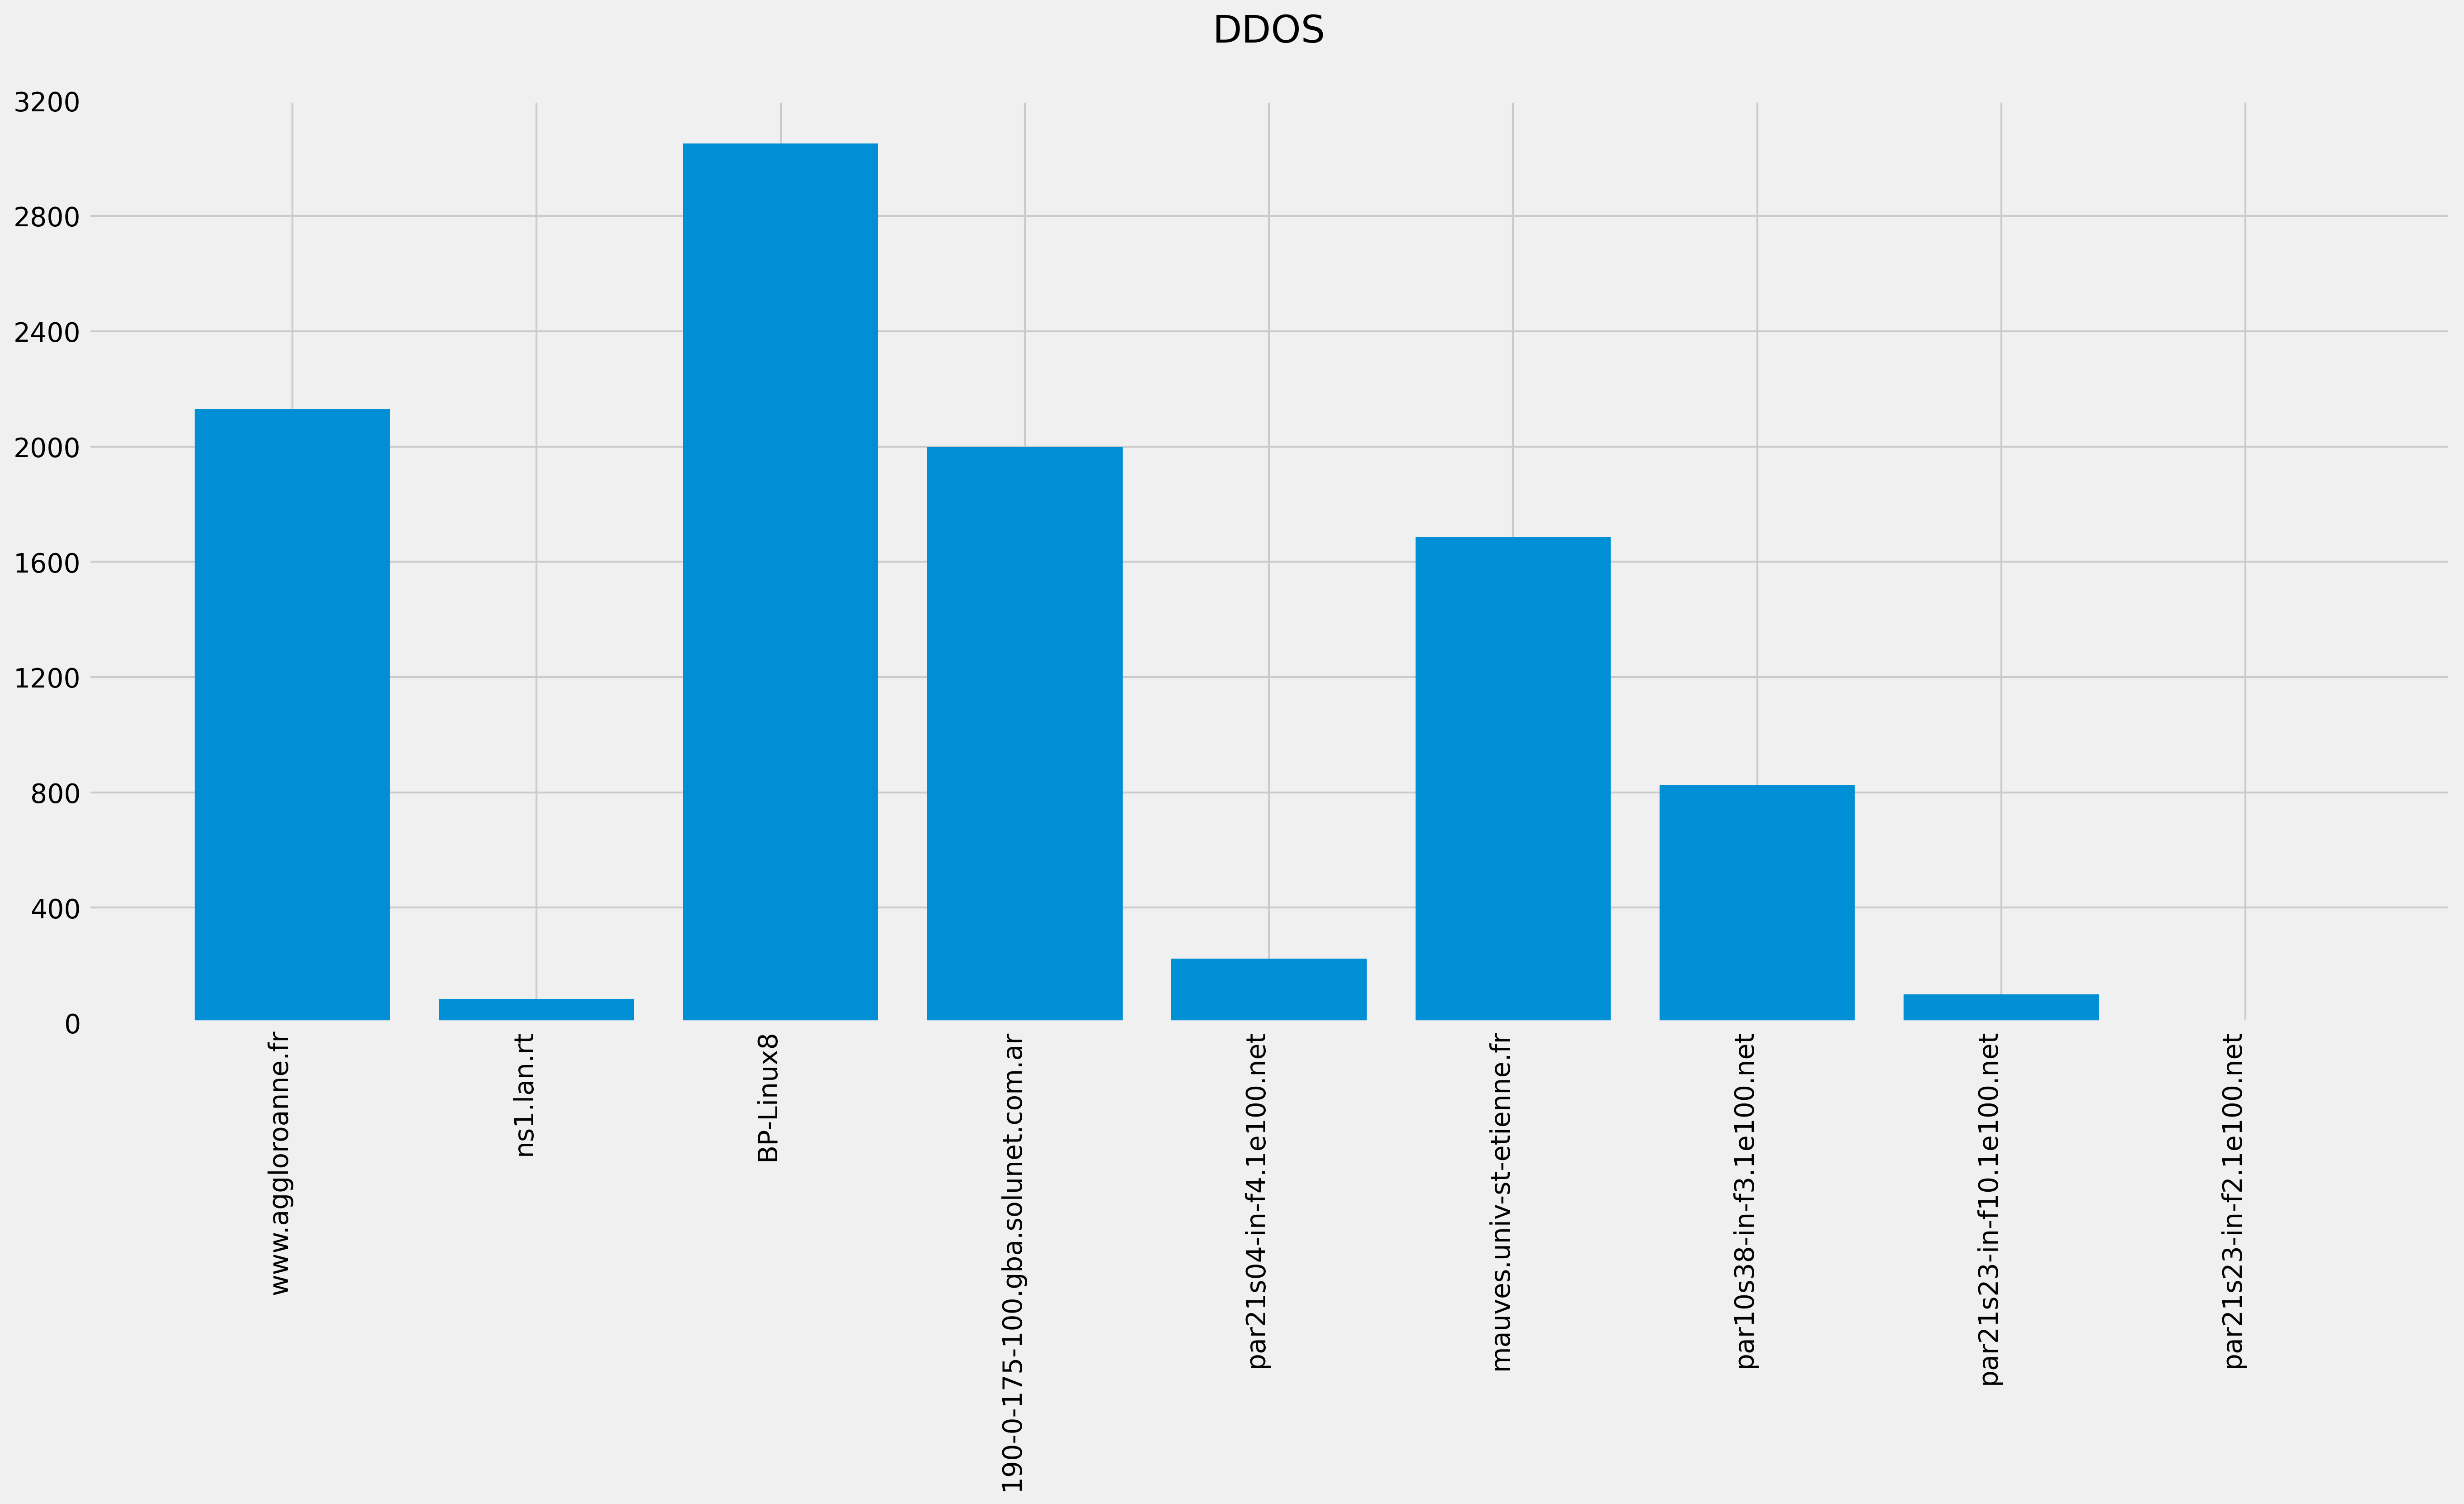 DDOS
3200
2800
2400
2000
1600
1200
800
400
0
www.aggloroanne.fr
ns1.lan.rt
BP-Linux8
190-0-175-100.gba.solunet.com.ar
par21s04-in-f4.1e100.net
mauves.univ-st-etienne.fr
par10s38-in-f3.1e100.net
par21s23-in-f10.1e100.net
par21s23-in-f2.1e100.net